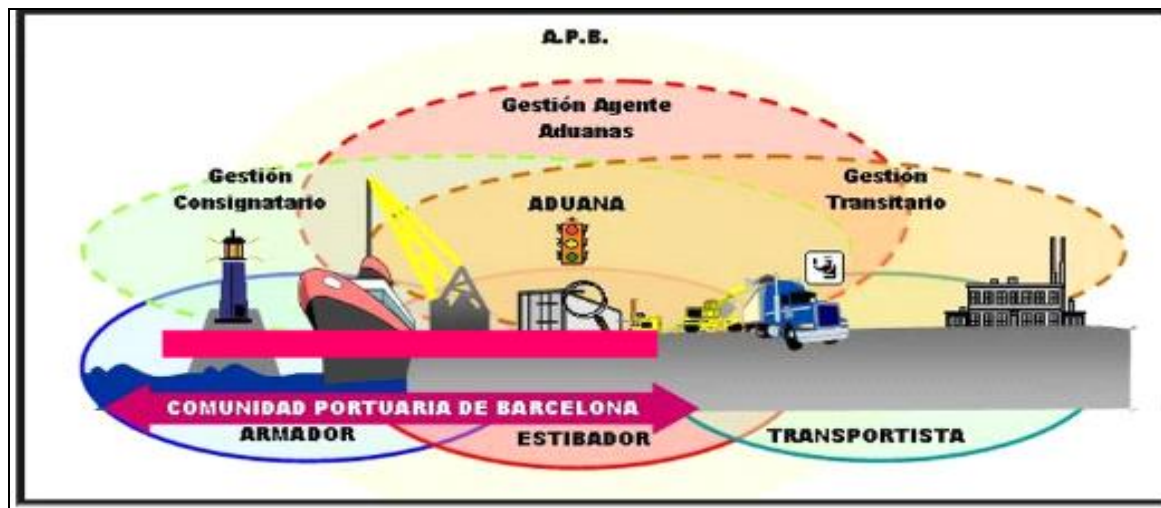 A.P.B.
Gestión Agente
Aduanas
Gestión
Consignatario
ADUANA
Gestión
Transitario
COMUNIDAD PORTUARIA DE BARCELONA
ARMADOR
ESTIBADOR
TRANSPORTISTA